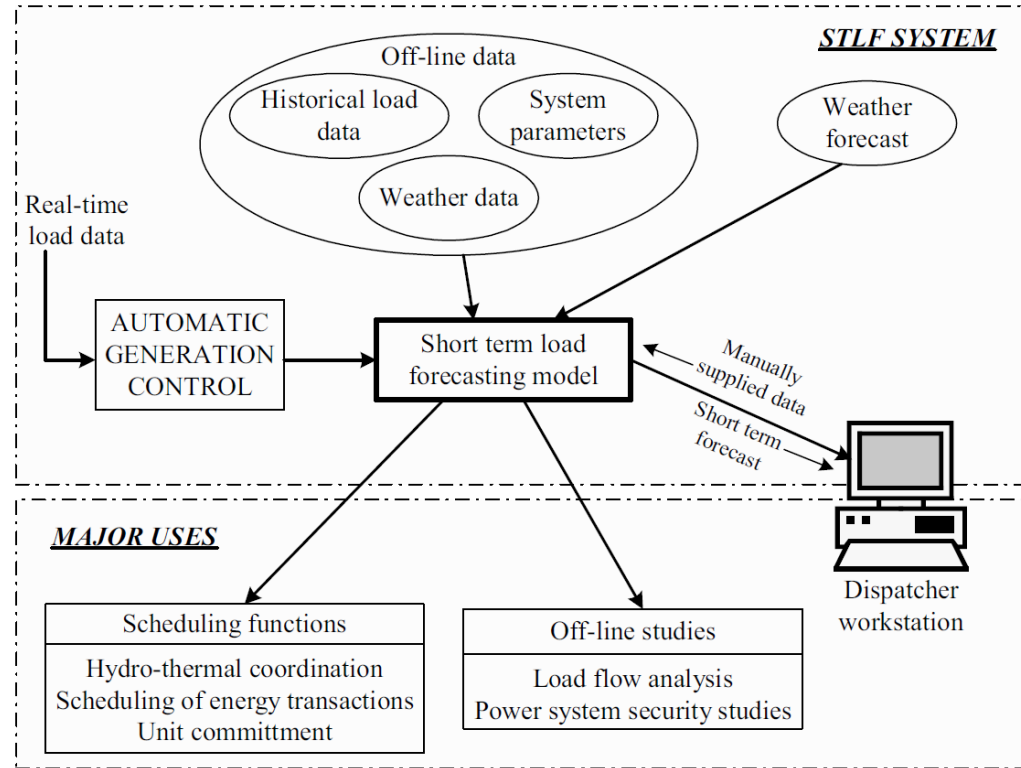 STLF SYSTEM
Off-line data
Historical load
data
System
parameters
Weather data
Weather
forecast
Real-time
load data
AUTOMATIC
GENERATION
CONTROL
Short term load
forecasting model
Manually
supplied data
Short term
forecast
MAJOR USES
Dispatcher
workstation
Scheduling functions
Hydro-thermal coordination
Scheduling of energy transactions
Unit committment
Off-line studies
Load flow analysis
Power system security studies